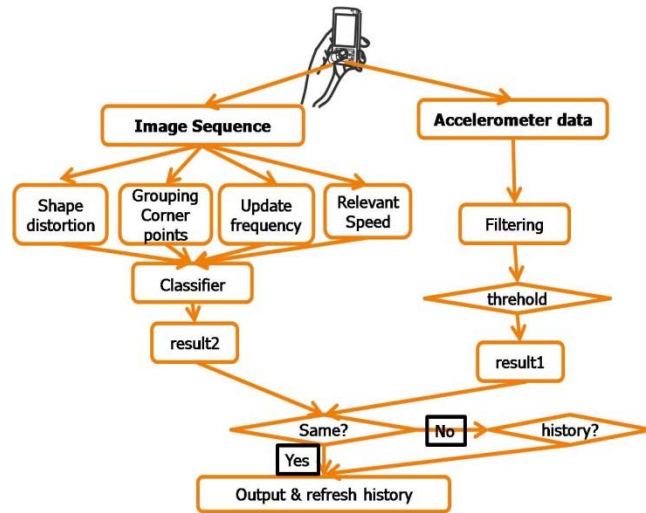 Image Sequence
Accelerometer data
Shape
distortion
Grouping
Corner
points
Update
frequency
Relevant
Speed
Filtering
Classifier
threhold
result2
result1
Same?
No
history?
Yes
Output & refresh history